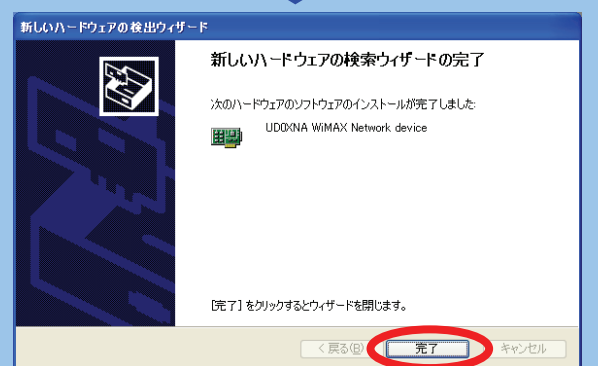 新しいハードウェアの検出ウィザード
新しいハードウェアの検索ウィザードの完了
次のハードウェアのソフトウェアのインストールが完了しました:
UD0XNA WiMAX Network device
[完了] をクリックするとウィザードを閉じます。
< 戻る(B)
完了
キャンセル